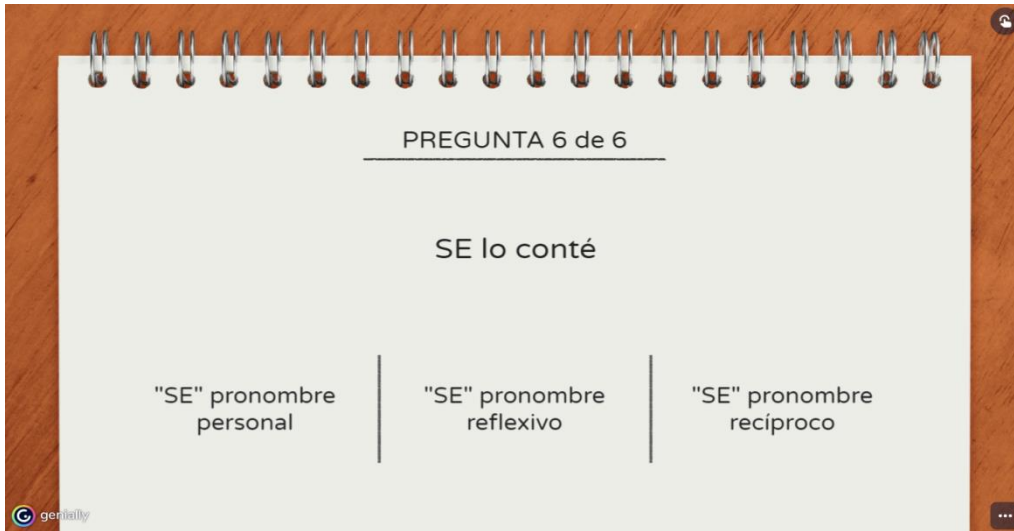 PREGUNTA 6 de 6
SE lo conté
"SE" pronombre
personal
"SE" pronombre
reflexivo
"SE" pronombre
recíproco
genially